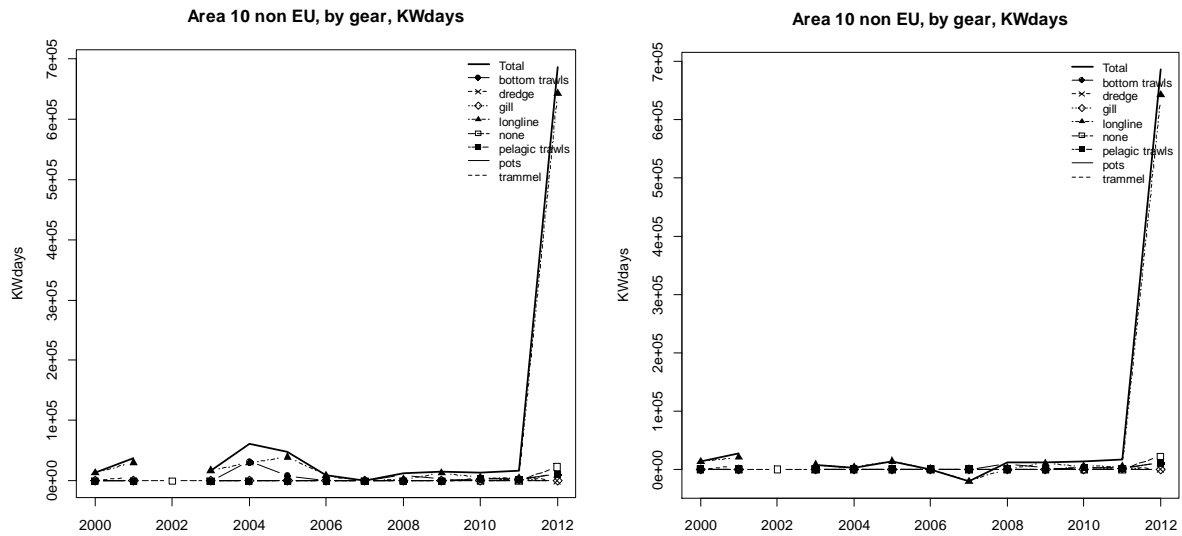 Area 10 non EU, by gear, KWdays
KWdays
7e+05
6e+05
5e+05
4e+05
3e+05
2e+05
1e+05
0e+00
Total
bottom trawls
dredge
gill
longline
none
pelagic trawls
pots
trammel
2000 2002 2004 2006 2008 2010 2012
Area 10 non EU, by gear, KWdays
KWdays
7e+05
6e+05
5e+05
4e+05
3e+05
2e+05
1e+05
0e+00
Total
bottom trawls
dredge
gill
longline
none
pelagic trawls
pots
trammel
2000 2002 2004 2006 2008 2010 2012